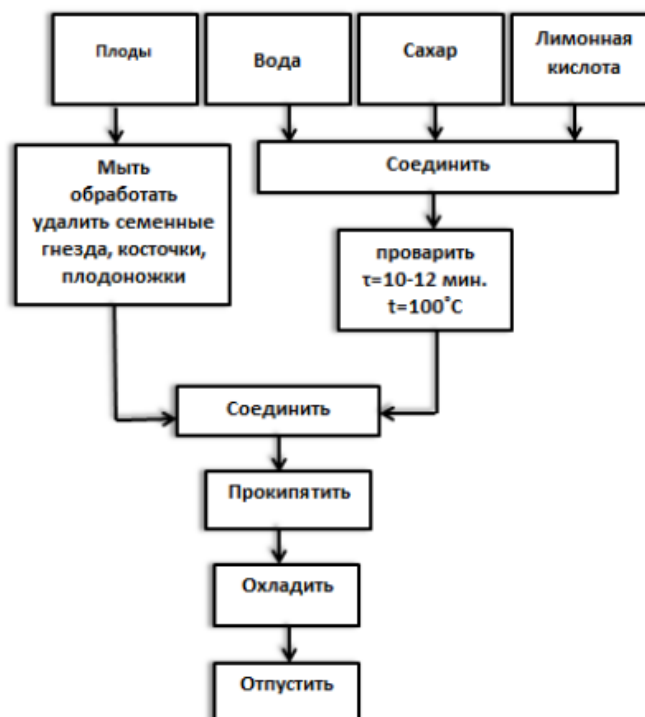 Плоды
Вода
Сахар
Лимонная
кислота
Мыть
обработать
удалить семенные
гнезда, косточки,
плодоножки
Соединить
проварить
τ=10-12 мин.
t=100˚С
Соединить
Прокипятить
Охладить
Отпустить